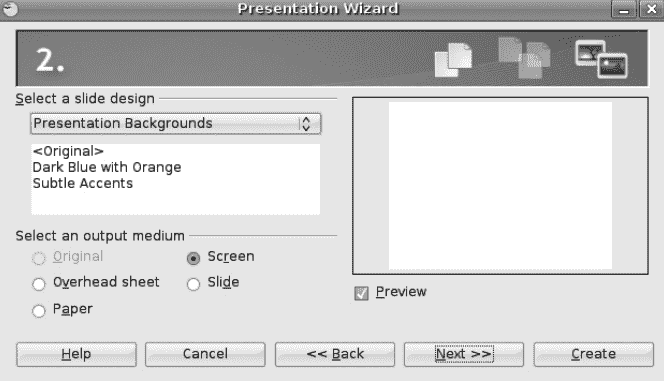 Presentation Wizard
2.
Select a slide design
Presentation Backgrounds
<Original>
Dark Blue with Orange
Subtle Accents
Select an output medium
Original
Screen
Overhead sheet
Slide
Paper
Preview
Help
Cancel
<< Back
Next >>
Create